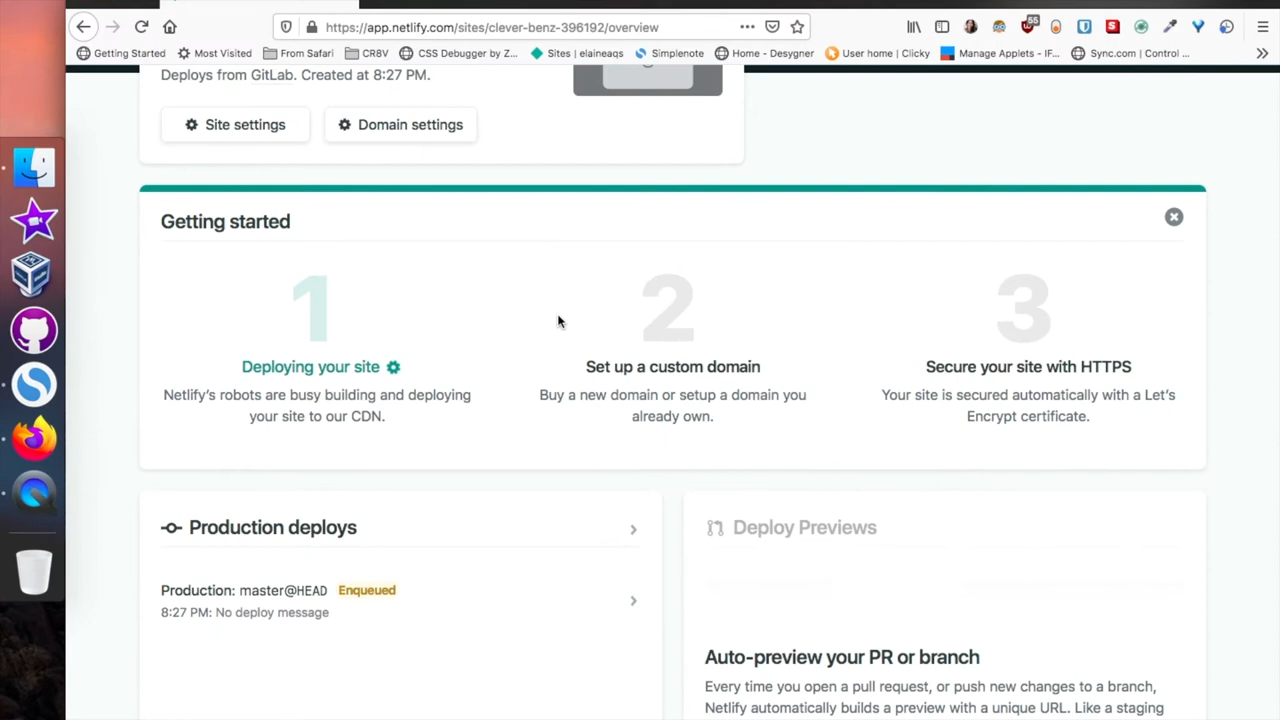 https://app.netlify.com/sites/clever-benz-396192/overview
55
Getting Started
Most Visited
From Safari
CR8V
CSS Debugger by Z...
Sites | elaineaqs
Simplenote
Home - Desygner
User home | Clicky
Manage Applets - IF...
Sync.com | Control ...
Deploys from GitLab. Created at 8:27 PM.
Site settings
Domain settings
Getting started
1
Deploying your site
Netlify's robots are busy building and deploying
your site to our CDN.
2
Set up a custom domain
Buy a new domain or setup a domain you
already own.
3
Secure your site with HTTPS
Your site is secured automatically with a Let's
Encrypt certificate.
Production deploys
Production: master@HEAD Enqueued
8:27 PM: No deploy message
Deploy Previews
Auto-preview your PR or branch
Every time you open a pull request, or push new changes to a branch,
Netlify automatically builds a preview with a unique URL. Like a staging